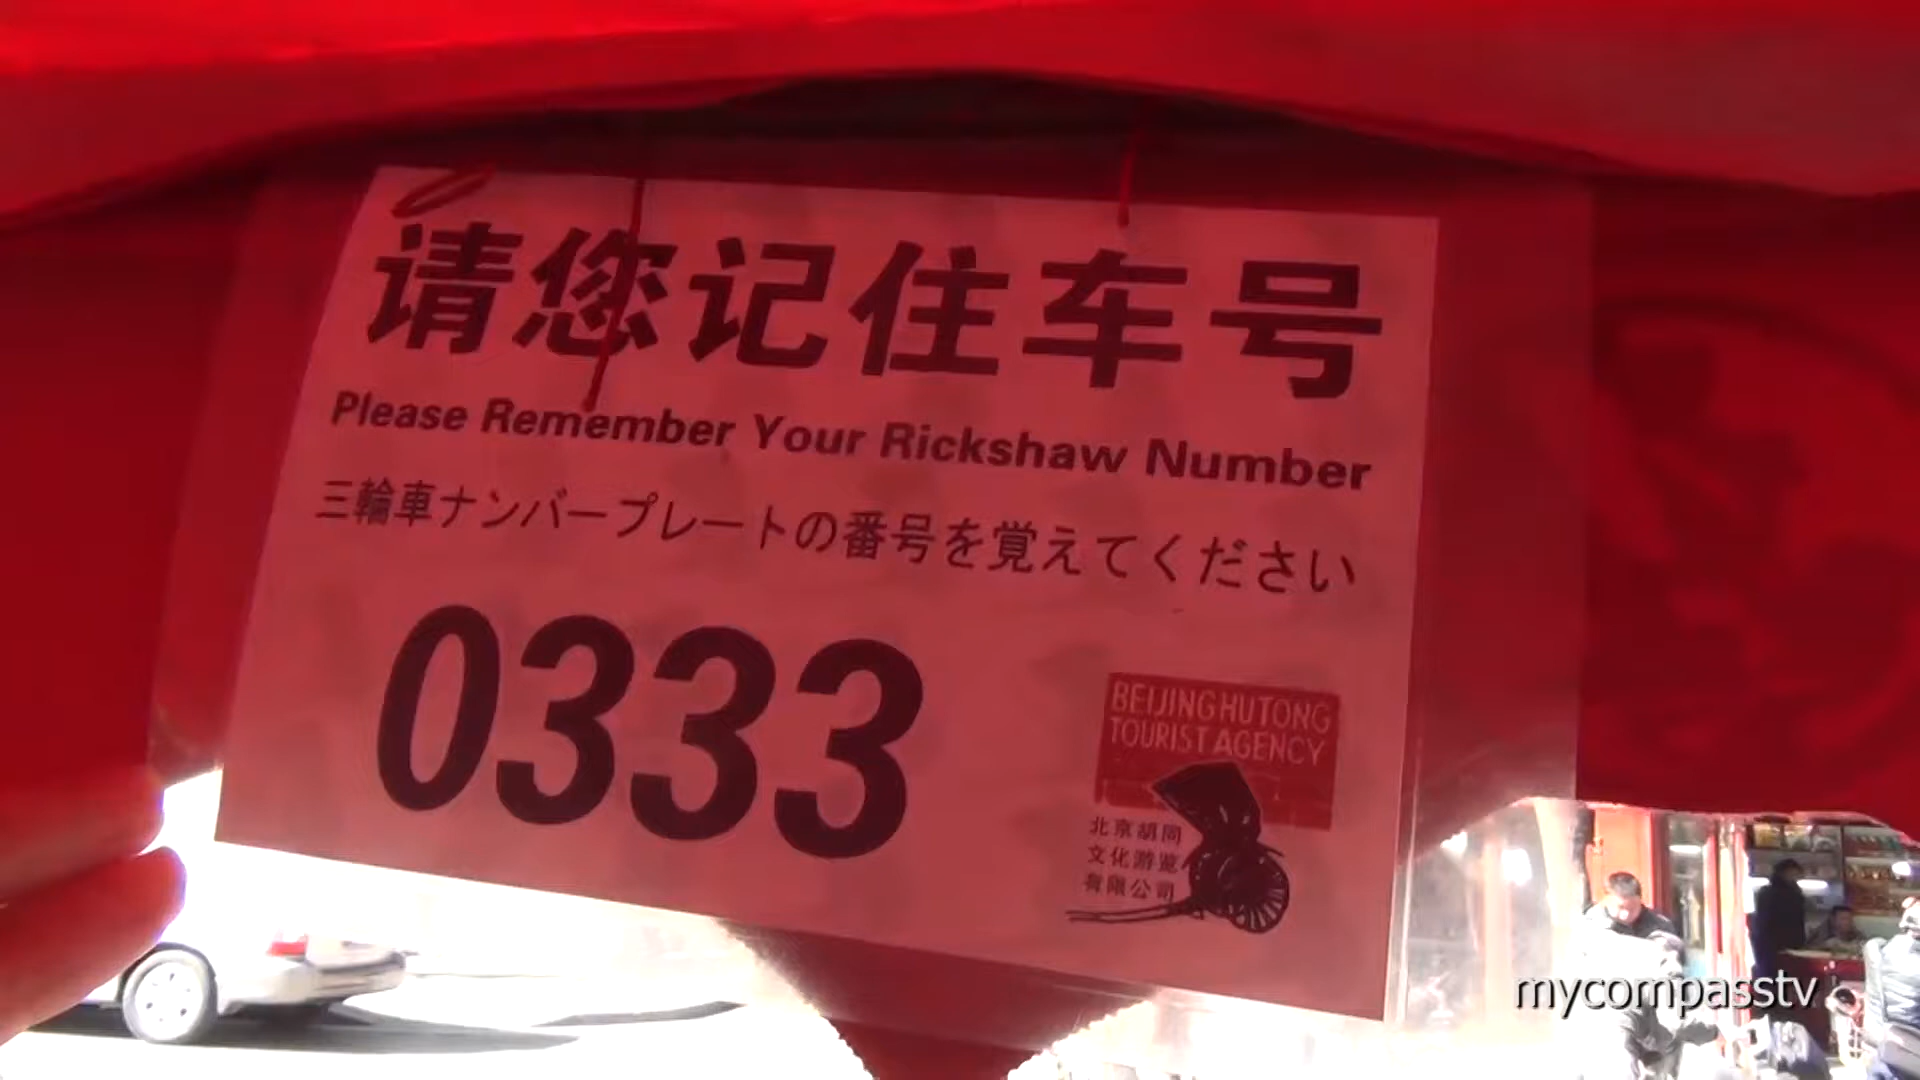 请您记住车号
Please Remember Your Rickshaw Number
三輪車ナンバープレートの番号を覚えてください
0333
BEIJING HUTONG
TOURIST AGENCY
北京胡同
文化游览
有限公司
mycompasstv